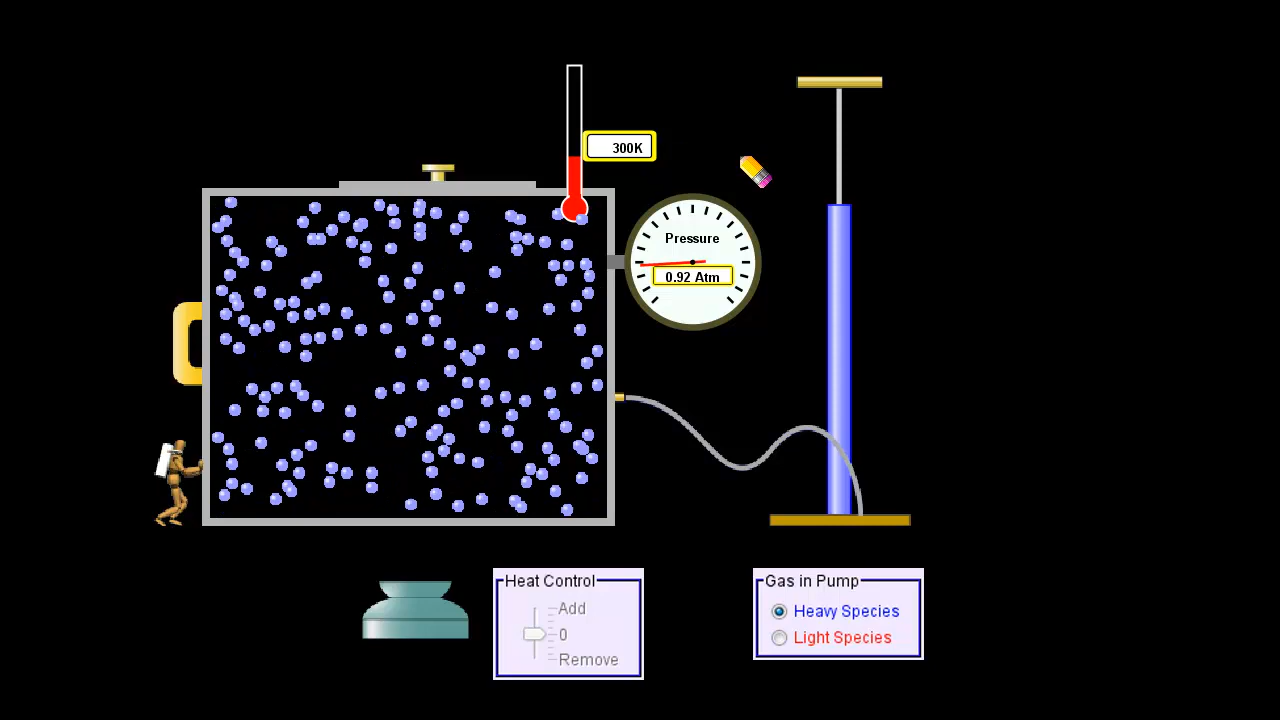 300K
Pressure
0.92 Atm
Heat Control
Add
0
Remove
Gas in Pump
Heavy Species
Light Species